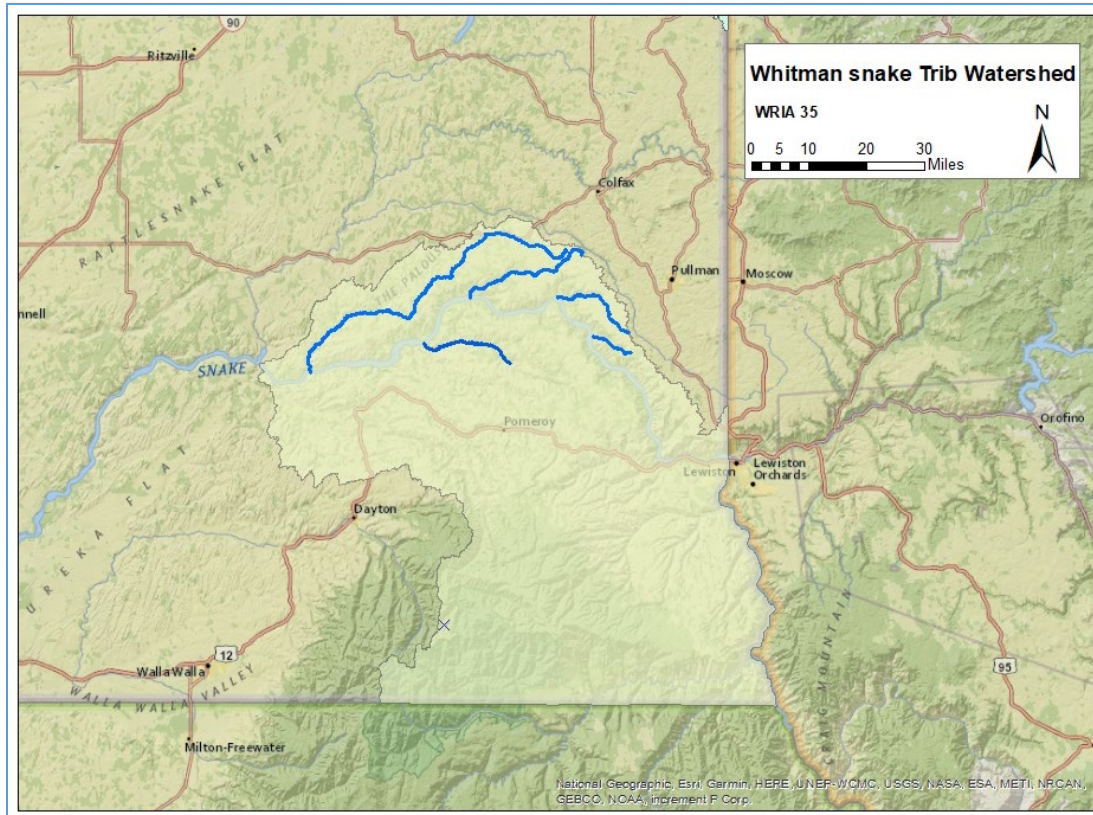 90
Ritzville
Whitman snake Trib Watershed
WRIA 35
N
0 5 10 20 30
Miles
RATTLESNAKE FLAT
Colfax
THE PALOUS
Pullman
Moscow
nnell
SNAKE
Orofino
Pomeroy
Lewiston
Lewiston
Orchards
EUREKA FLAT
Dayton
CRAIG MOUNTAIN
12
Walla Walla
95
WALLA WALLA VALLEY
Milton-Freewater
National Geographic, Esri, Garmin, HERE, UNEP-WCMC, USGS, NASA, ESA, METI, NRCAN,
GEBCO, NOAA, increment P Corp.